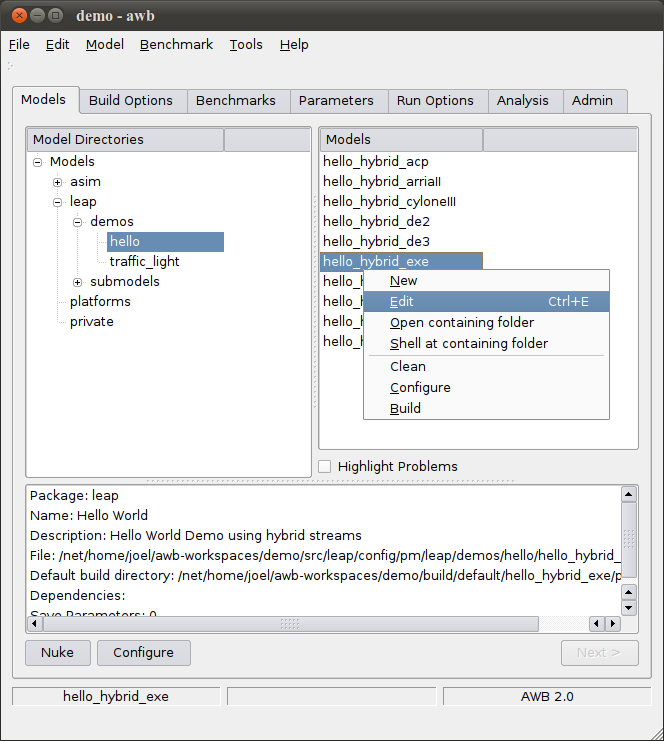 demo - awb
File Edit Model Benchmark Tools Help
Models Build Options Benchmarks Parameters Run Options Analysis Admin
Model Directories
Models
asim
leap
demos
hello
traffic_light
submodels
platforms
private
Models
hello_hybrid_acp
hello_hybrid_arriaII
hello_hybrid_cyloneIII
hello_hybrid_de2
hello_hybrid_de3
hello_hybrid_exe
hello_h
hello_h
hello_h
hello_h
New
Edit Ctrl+E
Open containing folder
Shell at containing folder
Clean
Configure
Build
Highlight Problems
Package: leap
Name: Hello World
Description: Hello World Demo using hybrid streams
File: /net/home/joel/awb-workspaces/demo/src/leap/config/pm/leap/demos/hello/hello_hybrid_
Default build directory: /net/home/joel/awb-workspaces/demo/build/default/hello_hybrid_exe/p
Dependencies:
Save Parameters: 0
Nuke Configure Next >
hello_hybrid_exe AWB 2.0